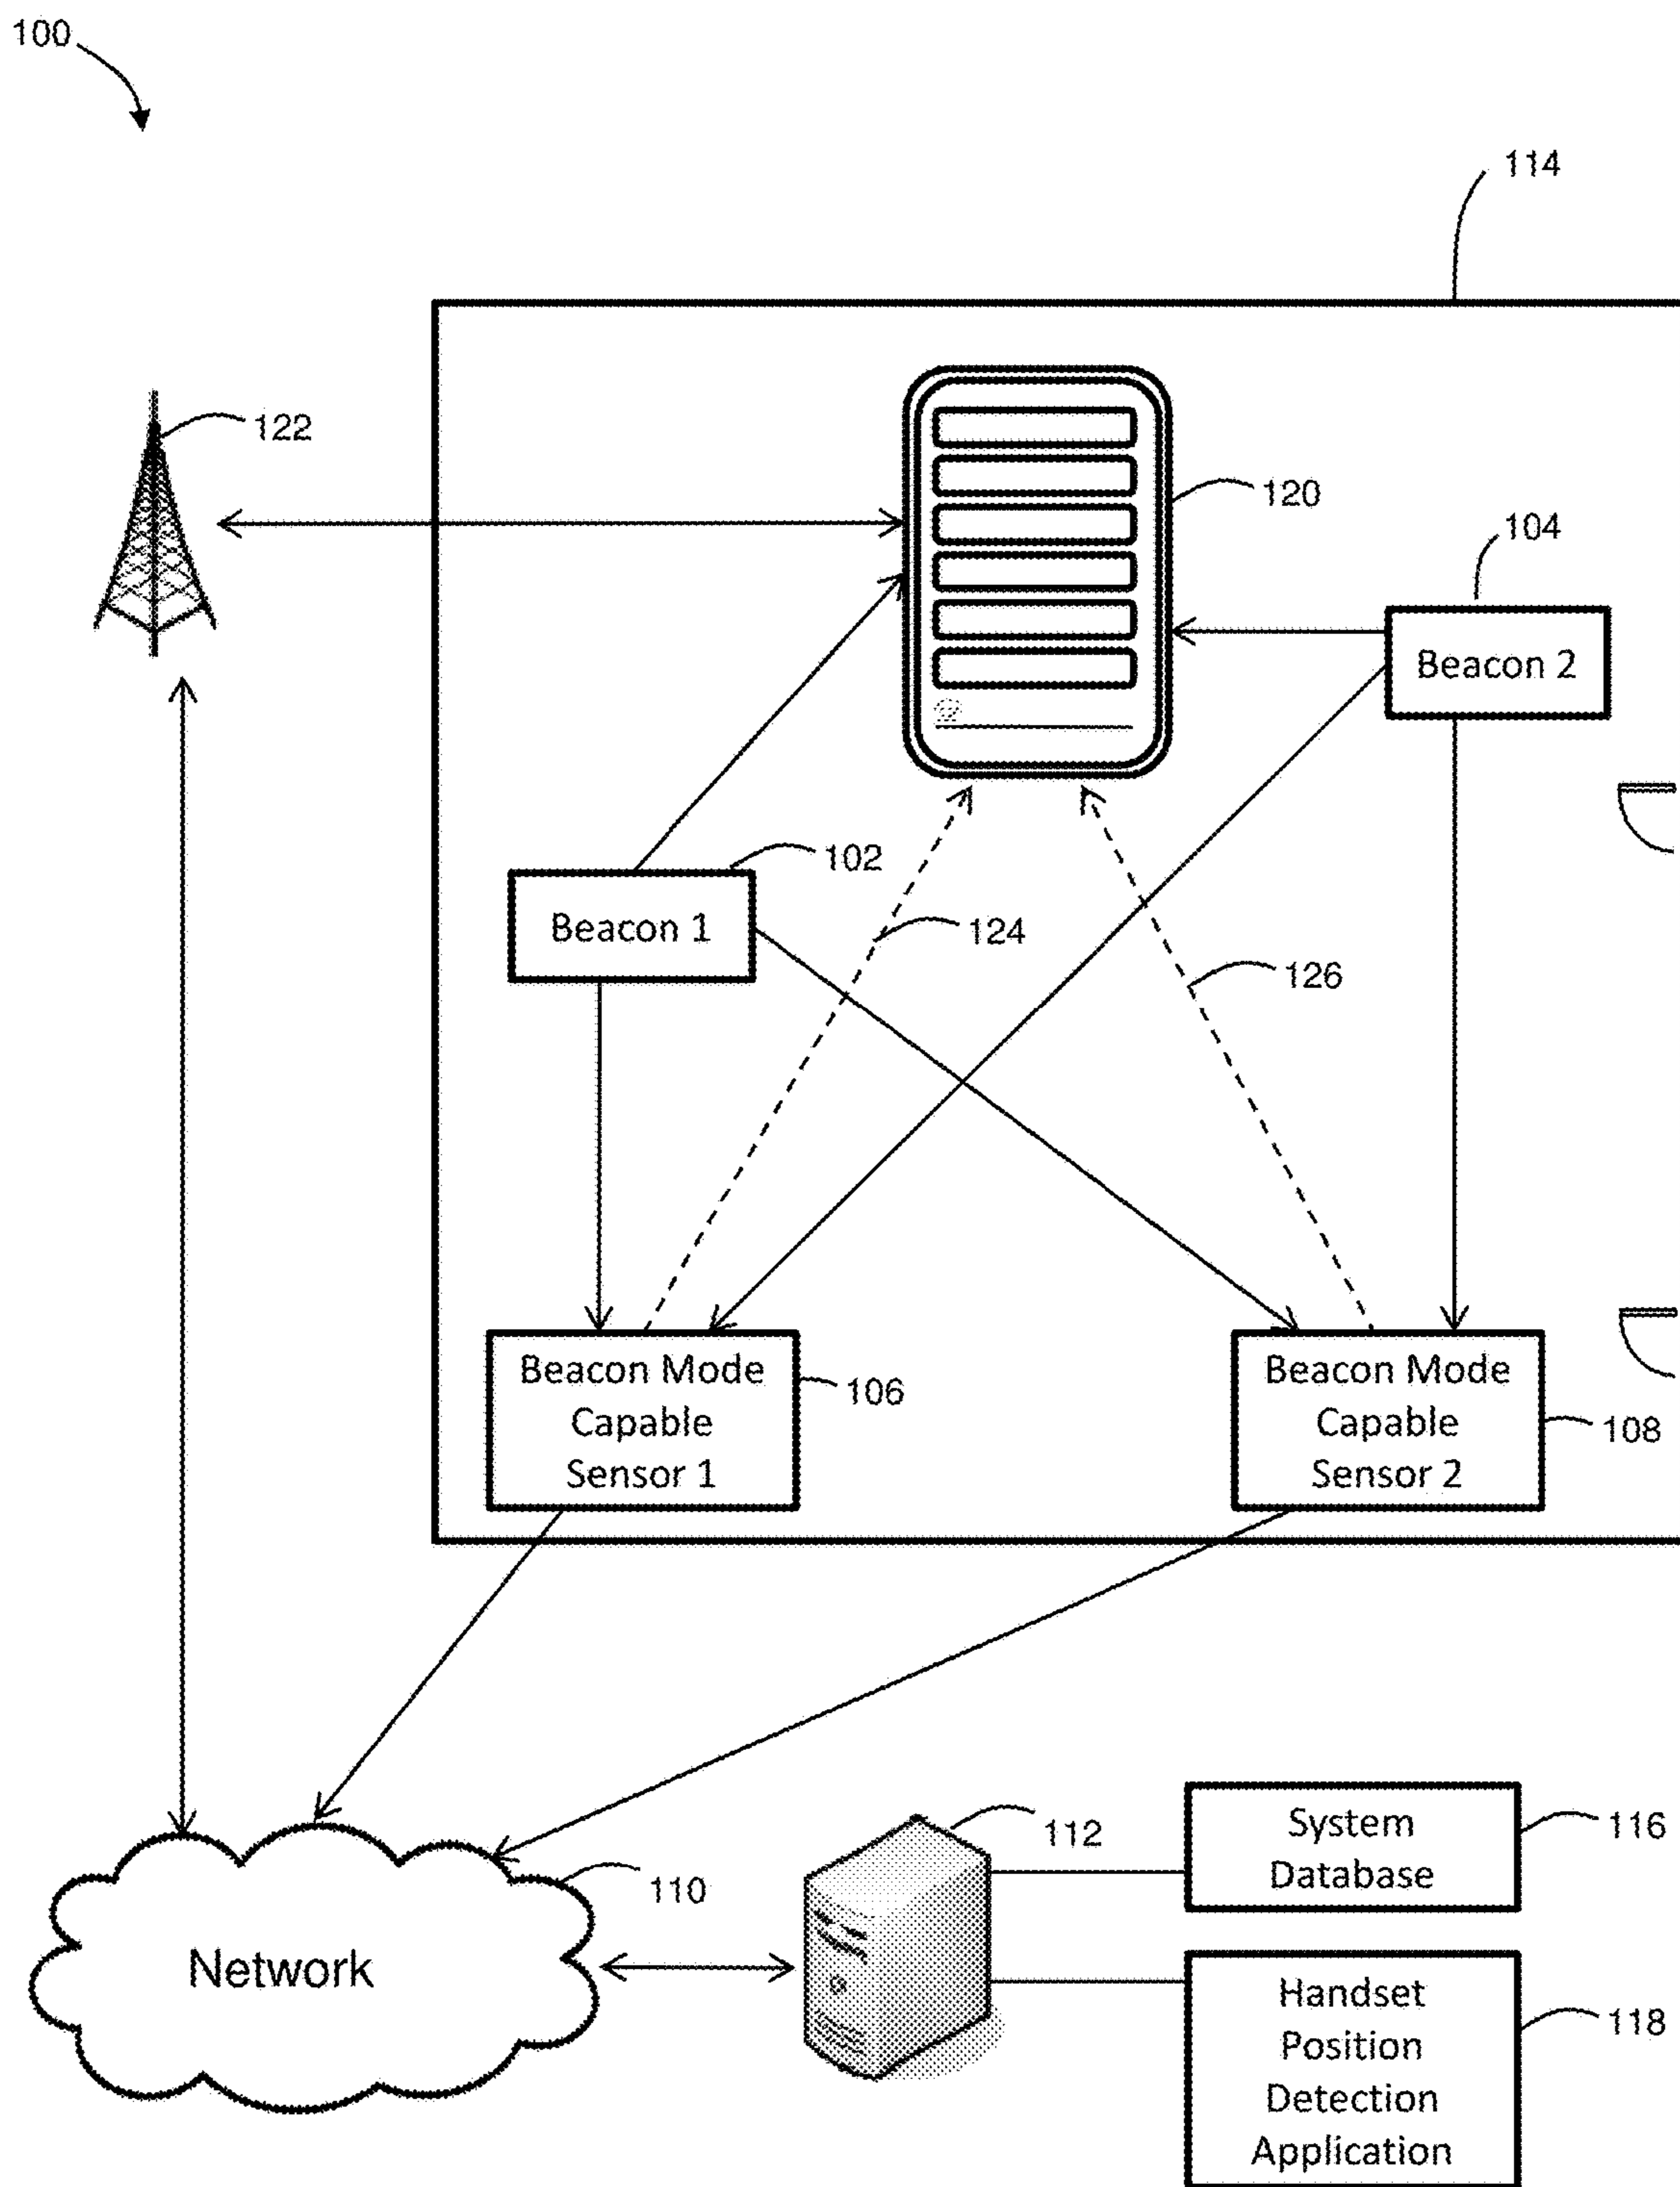 100
114
122
120
104
Beacon 2
102
Beacon 1
124
126
Beacon Mode
Capable
Sensor 1
106
Beacon Mode
Capable
Sensor 2
108
112
System
Database
116
110
Network
Handset
Position
Detection
Application
118